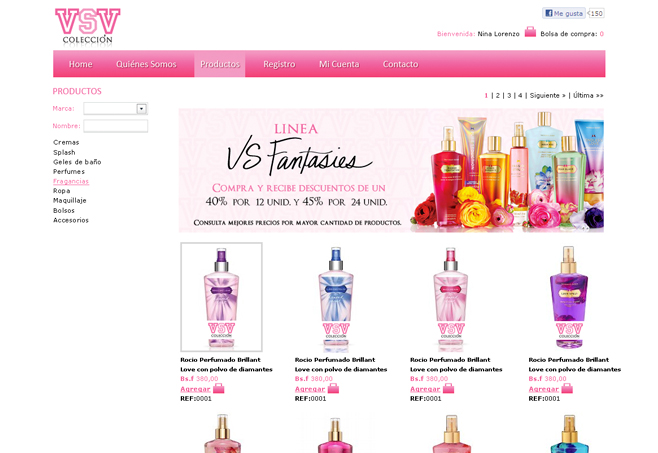 VSV
COLECCIÓN
Me gusta 150
Bienvenida: Nina Lorenzo Bolsa de compra: 0
Home Quiénes Somos Productos Registro Mi Cuenta Contacto
PRODUCTOS
1 | 2 | 3 | 4 | Siguiente > | Última >>
Marca:
Nombre:
Cremas
Splash
Geles de baño
Perfumes
Fragancias
Ropa
Maquillaje
Bolsos
Accesorios
LINEA
VS Fantasies
COMPRA Y RECIBE DESCUENTOS DE UN
40% POR 12 UNID. Y 45% POR 24 UNID.
CONSULTA MEJORES PRECIOS POR MAYOR CANTIDAD DE PRODUCTOS.
VSV COLECCIÓN
VSV COLECCIÓN
VSV COLECCIÓN
VSV COLECCIÓN
Rocio Perfumado Brillant Rocio Perfumado Brillant Rocio Perfumado Brillant Rocio Perfumado Brillant
Love con polvo de diamantes Love con polvo de diamantes Love con polvo de diamantes Love con polvo de diamantes
Bs.f 380,00 Bs.f 380,00 Bs.f 380,00 Bs.f 380,00
Agregar Agregar Agregar Agregar
REF:0001 REF:0001 REF:0001 REF:0001